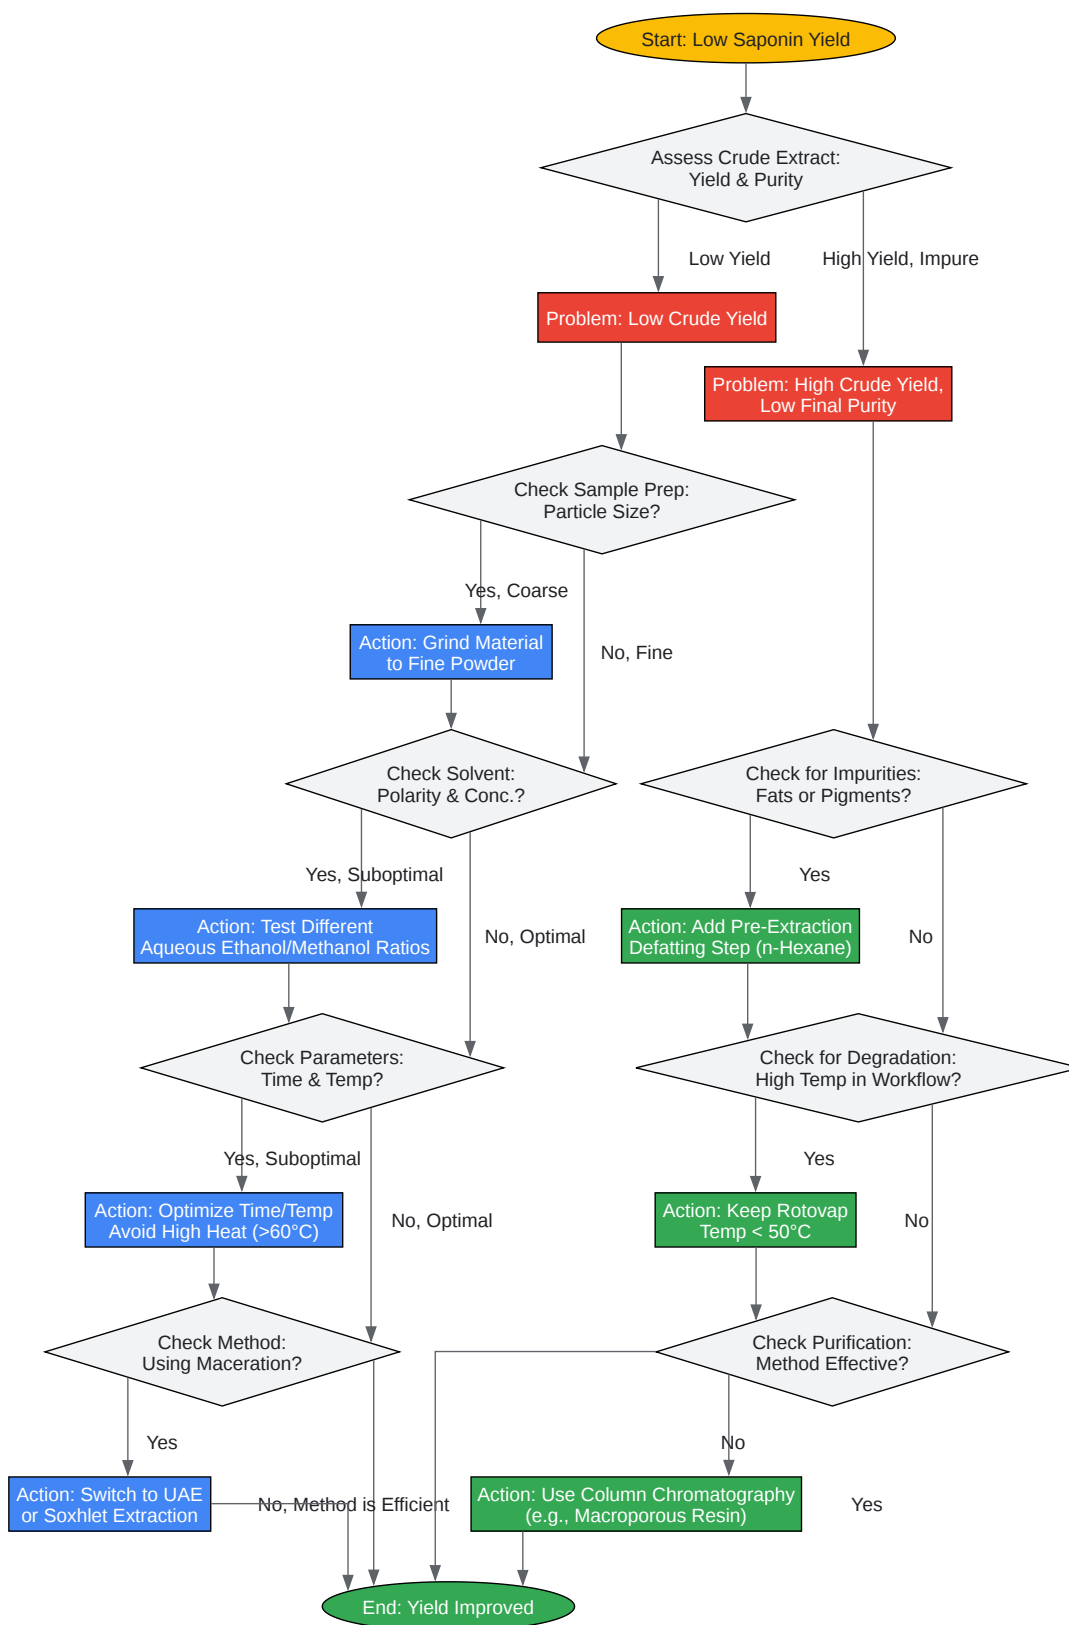 Start: Low Saponin Yield
Assess Crude Extract:
Yield & Purity
Low Yield
High Yield, Impure
Problem: Low Crude Yield
Problem: High Crude Yield,
Low Final Purity
Check Sample Prep:
Particle Size?
Yes, Coarse
Action: Grind Material
to Fine Powder
No, Fine
Check Solvent:
Polarity & Conc.?
Check for Impurities:
Fats or Pigments?
Yes, Suboptimal
Yes
Action: Test Different
Aqueous Ethanol/Methanol Ratios
No, Optimal
Action: Add Pre-Extraction
Defatting Step (n-Hexane)
No
Check Parameters:
Time & Temp?
Check for Degradation:
High Temp in Workflow?
Yes, Suboptimal
Yes
Action: Optimize Time/Temp
Avoid High Heat (>60°C)
No, Optimal
Action: Keep Rotovap
Temp < 50°C
No
Check Method:
Using Maceration?
Check Purification:
Method Effective?
Yes
No
Action: Switch to UAE
or Soxhlet Extraction
No, Method is Efficient
Action: Use Column Chromatography
(e.g., Macroporous Resin)
Yes
End: Yield Improved